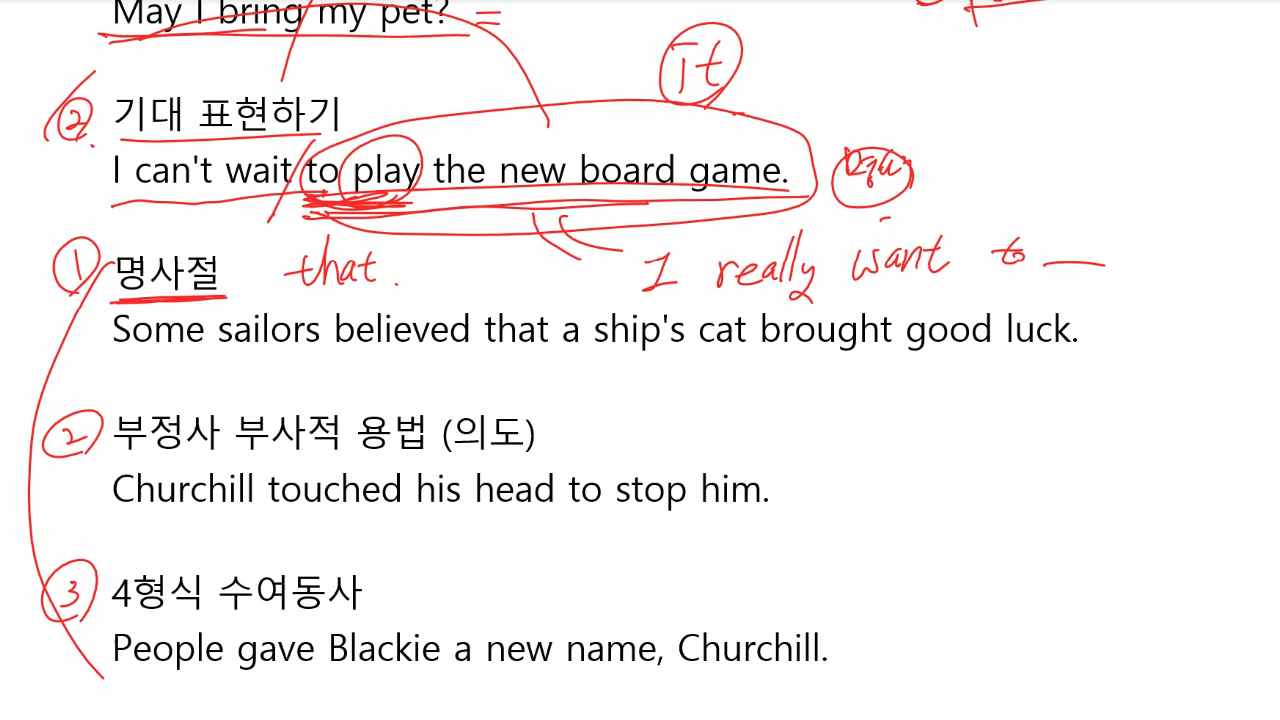 May I bring my pet? =
it
② 기대 표현하기
I can't wait to play the new board game.
① 명사절 that. I really want to
Some sailors believed that a ship's cat brought good luck.
② 부정사 부사적 용법 (의도)
Churchill touched his head to stop him.
③ 4형식 수여동사
People gave Blackie a new name, Churchill.